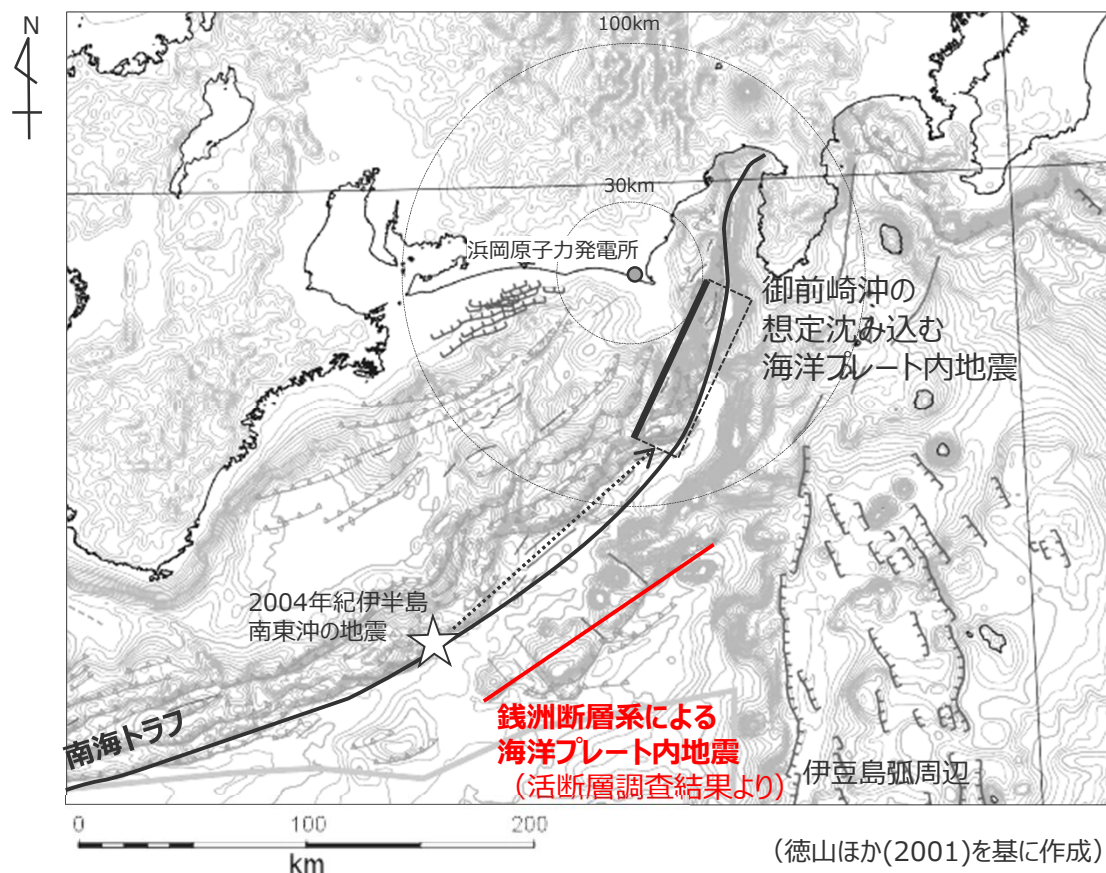 N
100km
30km
浜岡原子力発電所
御前崎沖の
想定沈み込む
海洋プレート内地震
2004年紀伊半島
南東沖の地震
南海トラフ
銭洲断層系による
海洋プレート内地震
（活断層調査結果より）
伊豆島弧周辺
0 100 200
km
（徳山ほか(2001)を基に作成）